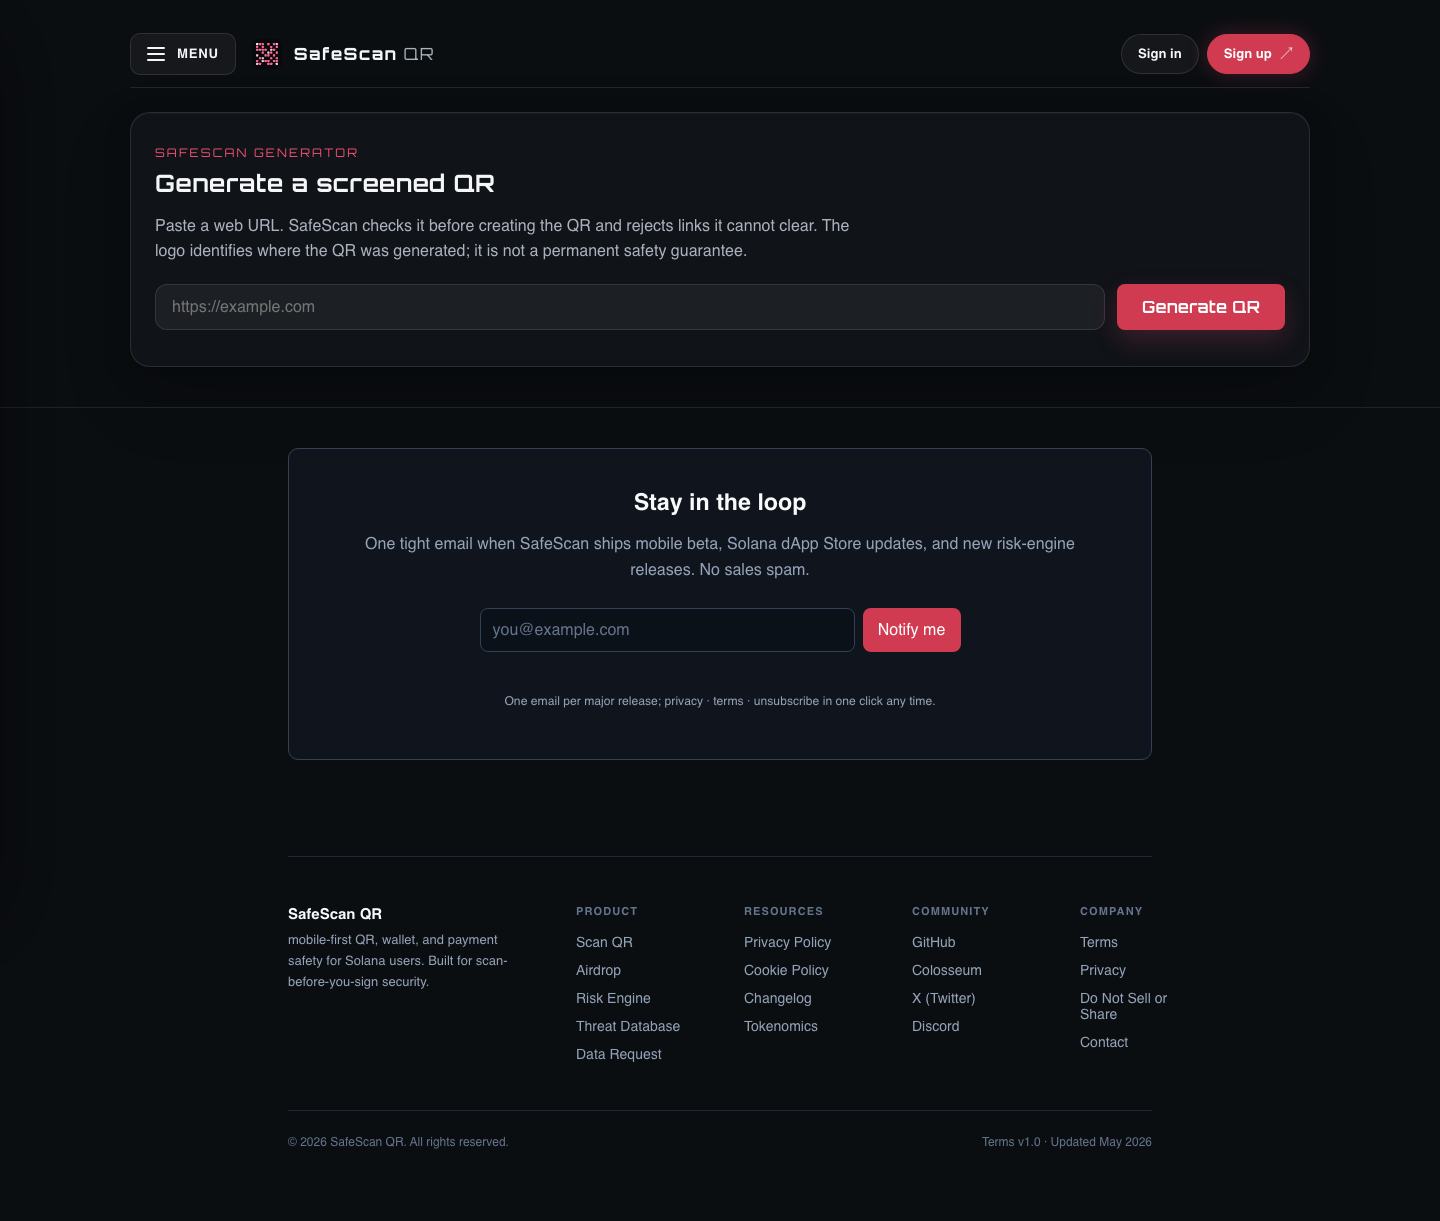 MENU
SafeScan QR
Sign in
Sign up ↗
SAFESCAN GENERATOR
Generate a screened QR
Paste a web URL. SafeScan checks it before creating the QR and rejects links it cannot clear. The
logo identifies where the QR was generated; it is not a permanent safety guarantee.
https://example.com
Generate QR
Stay in the loop
One tight email when SafeScan ships mobile beta, Solana dApp Store updates, and new risk-engine
releases. No sales spam.
you@example.com
Notify me
One email per major release; privacy · terms · unsubscribe in one click any time.
SafeScan QR
mobile-first QR, wallet, and payment
safety for Solana users. Built for scan-
before-you-sign security.
PRODUCT
Scan QR
Airdrop
Risk Engine
Threat Database
Data Request
RESOURCES
Privacy Policy
Cookie Policy
Changelog
Tokenomics
COMMUNITY
GitHub
Colosseum
X (Twitter)
Discord
COMPANY
Terms
Privacy
Do Not Sell or
Share
Contact
© 2026 SafeScan QR. All rights reserved.
Terms v1.0 · Updated May 2026